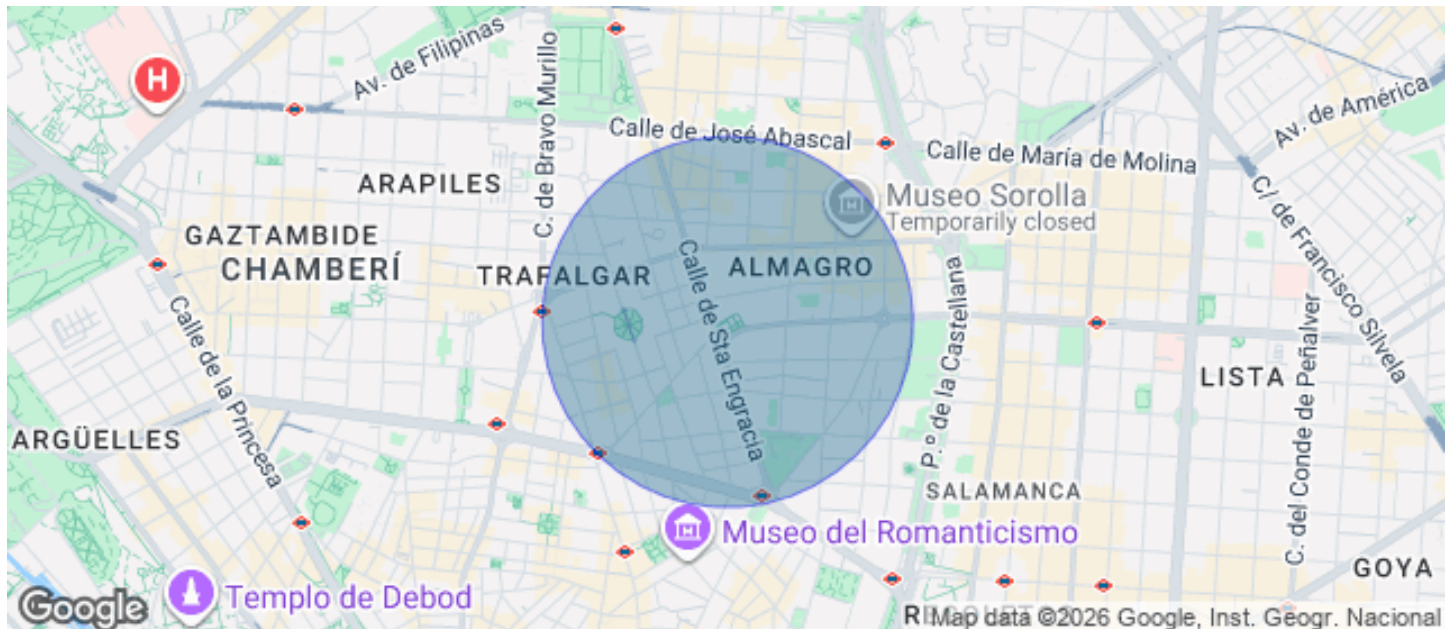 Av. de Filipinas
C. de Bravo Murillo
H
Calle de José Abascal
Av. de América
Calle de María de Molina
ARAPILES
Museo Sorolla
Temporarily closed
C/ de Francisco Silvela
GAZTAMBIDE
CHAMBERÍ
TRAFALGAR
ALMAGRO
Calle de Sta Engracia
P.º de la Castellana
Calle de la Princesa
C. del Conde de Peñalver
LISTA
ARGÜELLES
SALAMANCA
Museo del Romanticismo
GOYA
Templo de Debod
Google
Map data ©2026 Google, Inst. Geogr. Nacional